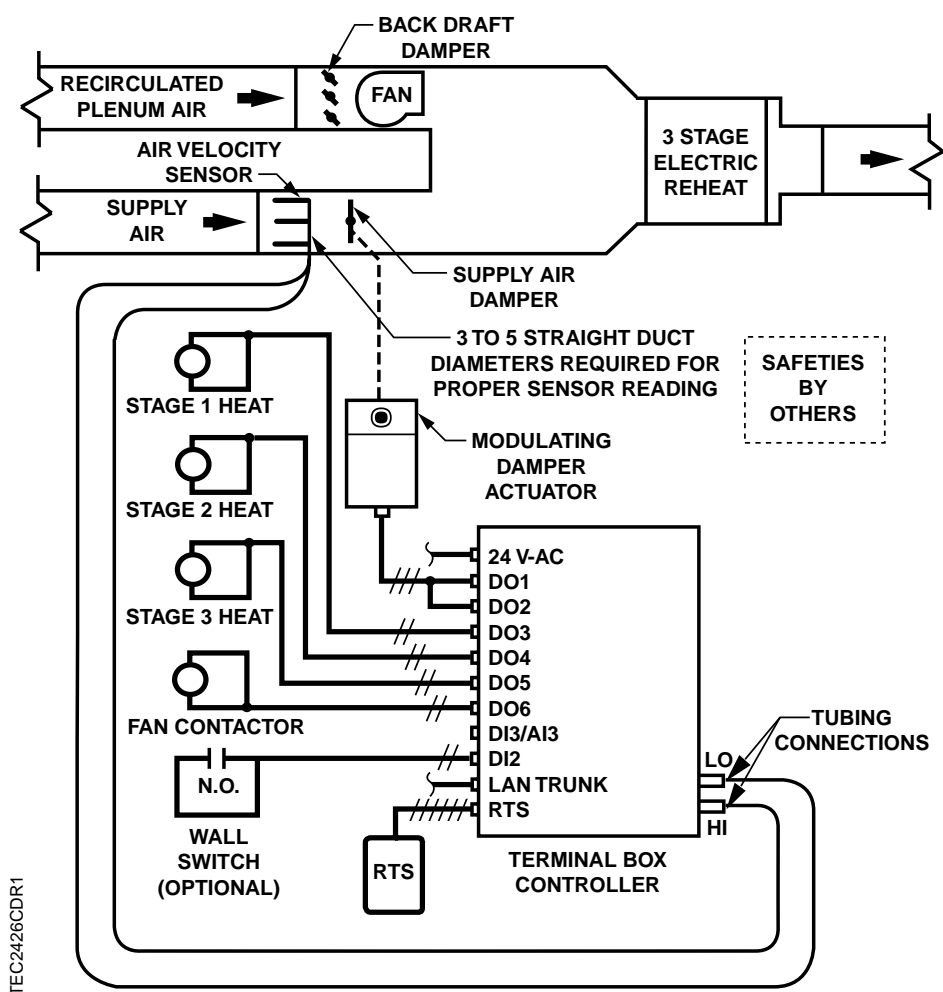 BACK DRAFT
DAMPER
RECIRCULATED
PLENUM AIR
FAN
3 STAGE
ELECTRIC
REHEAT
AIR VELOCITY
SENSOR
SUPPLY
AIR
SUPPLY AIR
DAMPER
3 TO 5 STRAIGHT DUCT
DIAMETERS REQUIRED FOR
PROPER SENSOR READING
SAFETIES
BY
OTHERS
STAGE 1 HEAT
MODULATING
DAMPER
ACTUATOR
STAGE 2 HEAT
STAGE 3 HEAT
FAN CONTACTOR
N.O.
WALL
SWITCH
(OPTIONAL)
RTS
24 V-AC
DO1
DO2
DO3
DO4
DO5
DO6
DI3/AI3
DI2
LAN TRUNK
RTS
TERMINAL BOX
CONTROLLER
TUBING
CONNECTIONS
LO
HI
TEC2426CDR1